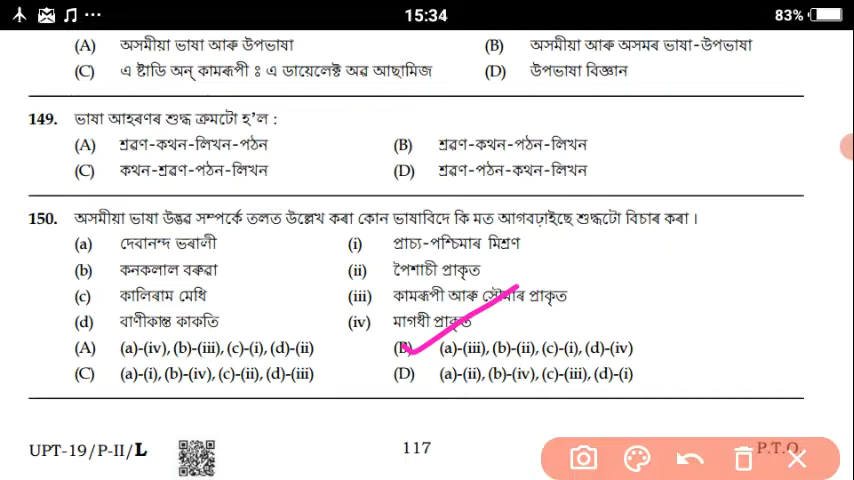 15:34
83%
(A) অসমীয়া ভাষা আৰু উপভাষা (B) অসমীয়া আৰু অসমৰ ভাষা-উপভাষা
(C) এ ষ্টাডি অন্ কামৰূপী ঃ এ ডায়েলেক্ট অৱ আছামিজ (D) উপভাষা বিজ্ঞান
149. ভাষা আহৰণৰ শুদ্ধ ক্ৰমটো হ'ল :
(A) শ্ৰৱণ-কথন-লিখন-পঠন (B) শ্ৰৱণ-কথন-পঠন-লিখন
(C) কথন-শ্ৰৱণ-পঠন-লিখন (D) শ্ৰৱণ-পঠন-কথন-লিখন
150. অসমীয়া ভাষা উদ্ভৱ সম্পৰ্কে তলত উল্লেখ কৰা কোন ভাষাবিদে কি মত আগবঢ়াইছে শুদ্ধটো বিচাৰ কৰা ।
(a) দেবানন্দ ভৰালী (i) প্ৰাচ্য-পশ্চিমাৰ মিশ্ৰণ
(b) কনকলাল বৰুৱা (ii) পৈশাচী প্ৰাকৃত
(c) কালিৰাম মেধি (iii) কামৰূপী আৰু সৌমাৰ প্ৰাকৃত
(d) বাণীকান্ত কাকতি (iv) মাগধী প্ৰাকৃত
(A) (a)-(iv), (b)-(iii), (c)-(i), (d)-(ii) (B) (a)-(iii), (b)-(ii), (c)-(i), (d)-(iv)
(C) (a)-(i), (b)-(iv), (c)-(ii), (d)-(iii) (D) (a)-(ii), (b)-(iv), (c)-(iii), (d)-(i)
UPT-19/P-II/L 117 P.T.O.